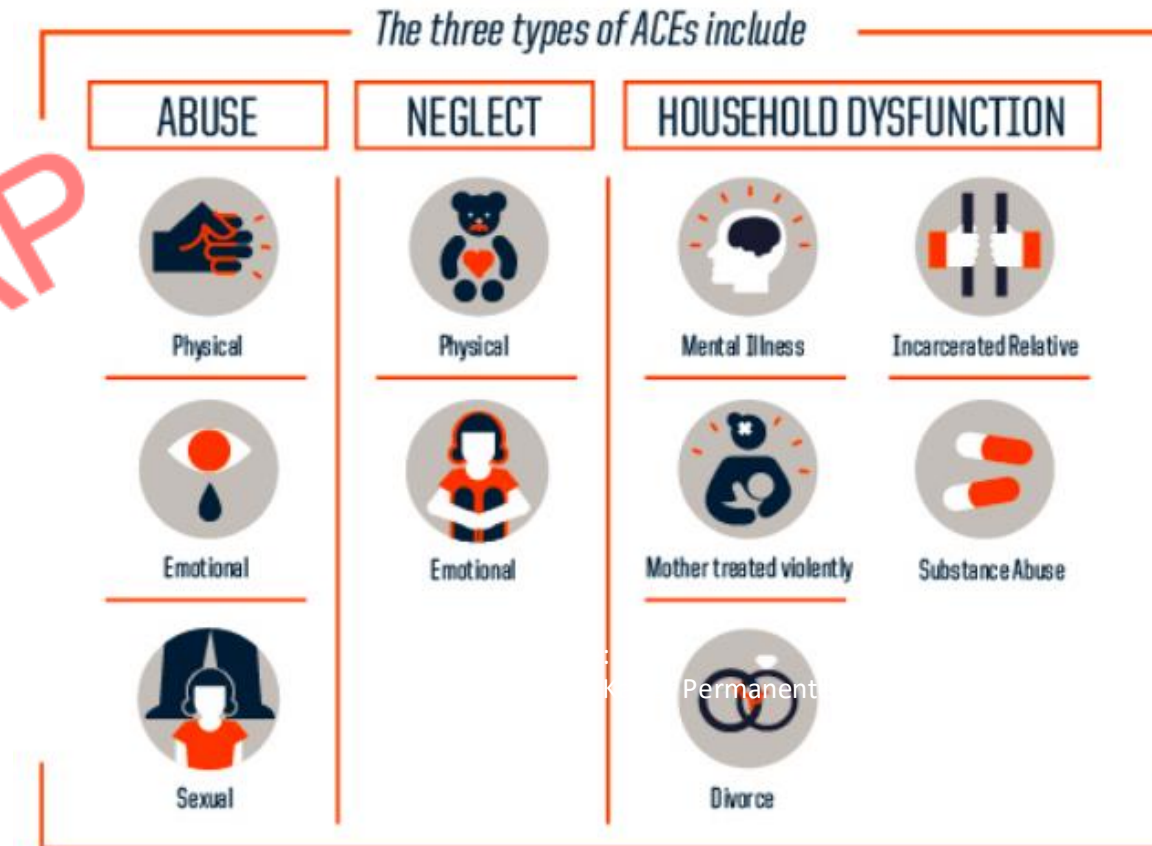 The three types of ACEs include
ABUSE
NEGLECT
HOUSEHOLD DYSFUNCTION
Physical
Physical
Mental Illness
Incarcerated Relative
Emotional
Emotional
Mother treated violently
Substance Abuse
Permanent
Sexual
Divorce